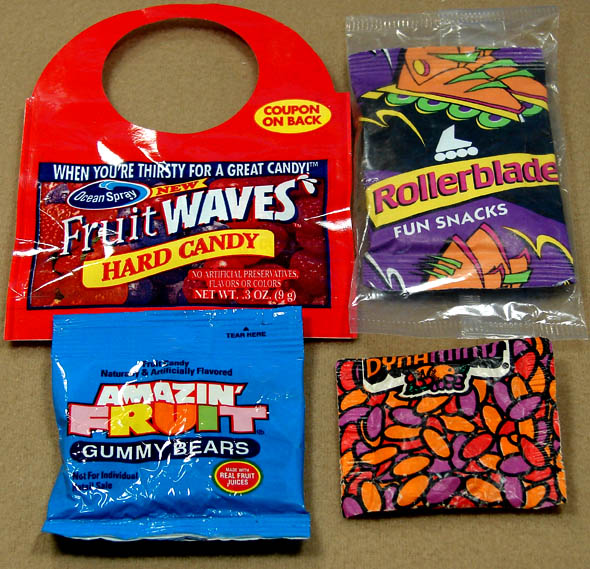 COUPON
ON BACK
WHEN YOU'RE THIRSTY FOR A GREAT CANDY!™
Ocean Spray
NEW
Fruit WAVES™
HARD CANDY
NO ARTIFICIAL PRESERVATIVES,
FLAVORS OR COLORS
NET WT. .3 OZ. (9 g)
Rollerblade
FUN SNACKS
TEAR HERE
Fruit Candy
Naturally & Artificially Flavored
AMAZIN'
FRUIT
GUMMY BEARS
Not For Individual
Retail Sale
MADE WITH
REAL FRUIT
JUICES